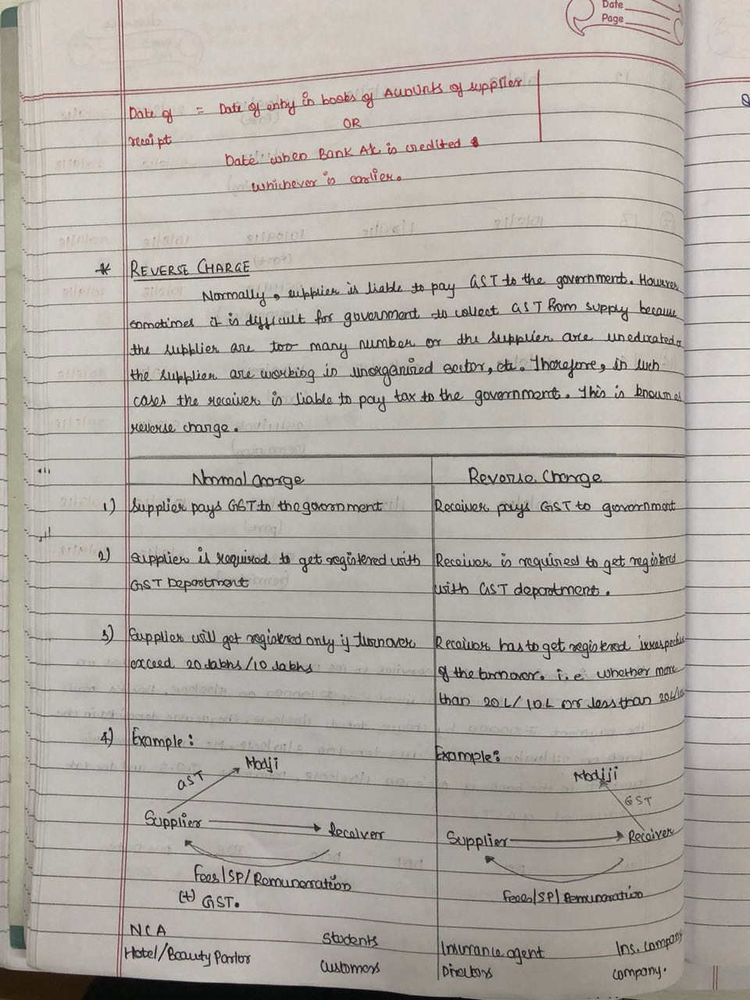 Date
Page
Date of = Date of entry in books of Accounts of supplier
receipt OR
Date when Bank A/c is credited
whichever is earlier.
* REVERSE CHARGE
Normally, supplier is liable to pay GST to the government. However
sometimes it is difficult for government to collect GST from supply because
the supplier are too many number or the supplier are uneducated
the supplier are working in unorganized sector, etc. Therefore, in such
cases the receiver is liable to pay tax to the government. This is known as
reverse charge.
Normal Charge Reverse Charge
1) Supplier pays GST to the government Receiver pays GST to government
2) Supplier is required to get registered with Receiver is required to get registered
GST Department with GST department.
3) Supplier will get registered only if turnover Receiver has to get registered irrespective
exceed 20 lakhs/10 lakhs of the turnover. i.e whether more
than 20 L/10L or less than 20L/10L
4) Example: Example:
Modji Modiji
GST GST
Supplier Receiver Supplier Receiver
Fees/SP/Remuneration Fees/SP/Remuneration
(+) GST.
NCA Students Insurance agent Ins. Company
Hotel/Beauty Parlor Customers Directors company.